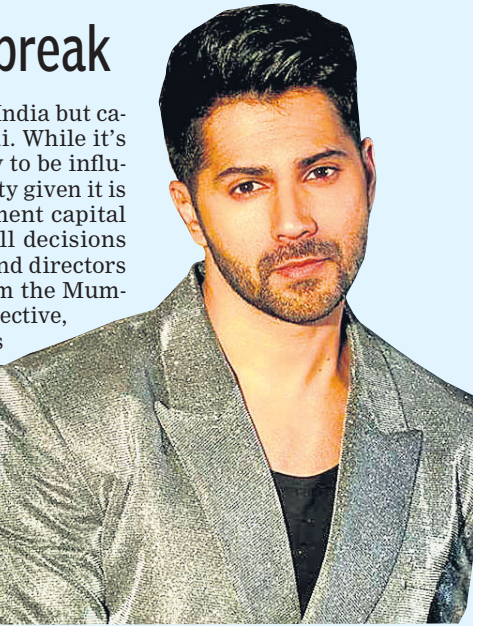 break
India but ca-
i. While it's
y to be influ-
ty given it is
ment capital
ll decisions
nd directors
m the Mum-
ective,
s